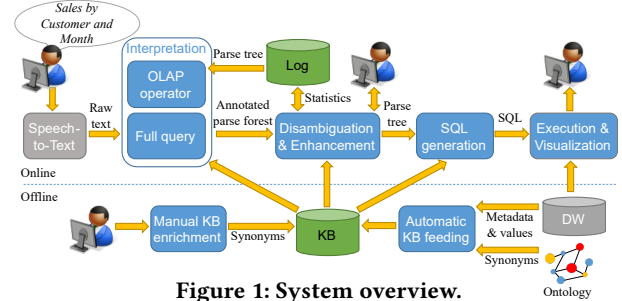 Sales by
Customer and
Month
Interpretation
OLAP
operator
Full query
Parse tree
Log
Statistics
Speech-
to-Text
Raw
text
Annotated
parse forest
Disambiguation
& Enhancement
Parse
tree
SQL
generation
SQL
Execution &
Visualization
Online
Offline
Manual KB
enrichment
Synonyms
KB
Automatic
KB feeding
Metadata
& values
Synonyms
DW
Ontology
Figure 1: System overview.